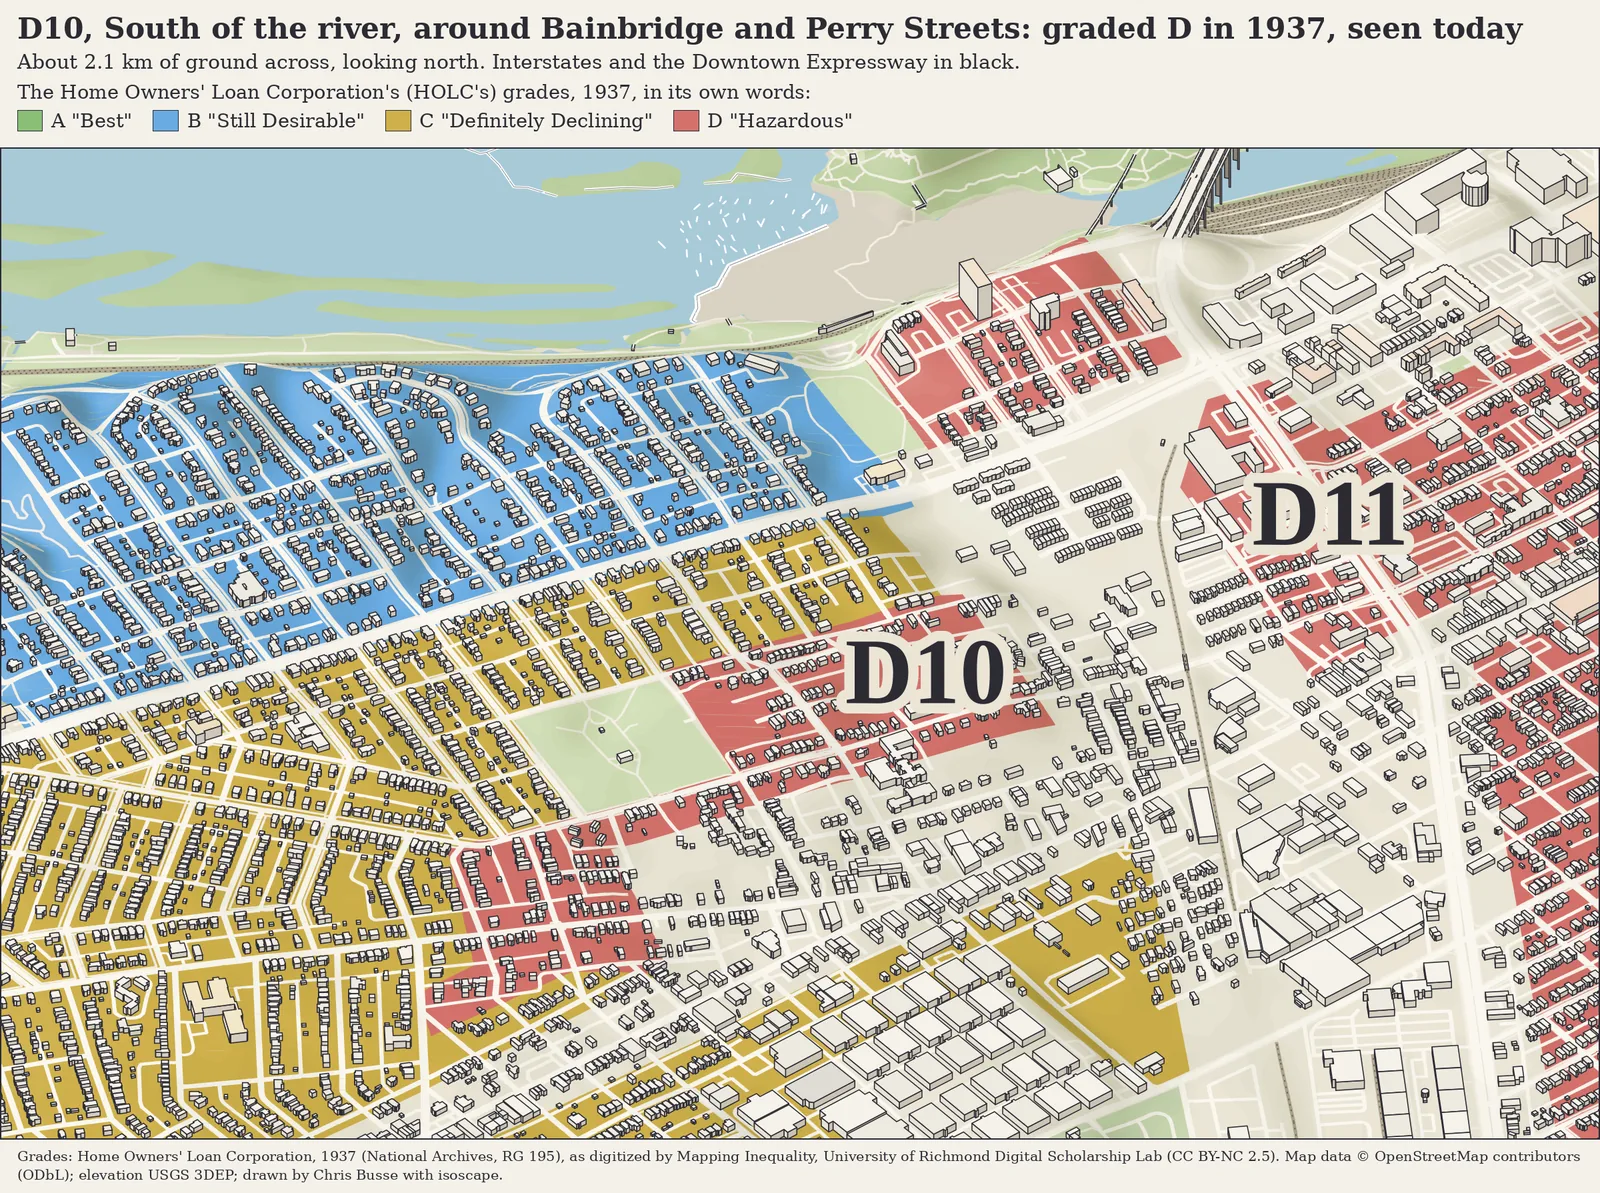 D10, South of the river, around Bainbridge and Perry Streets: graded D in 1937, seen today
About 2.1 km of ground across, looking north. Interstates and the Downtown Expressway in black.
The Home Owners' Loan Corporation's (HOLC's) grades, 1937, in its own words:
A "Best" B "Still Desirable" C "Definitely Declining" D "Hazardous"
D11
D10
Grades: Home Owners' Loan Corporation, 1937 (National Archives, RG 195), as digitized by Mapping Inequality, University of Richmond Digital Scholarship Lab (CC BY-NC 2.5). Map data © OpenStreetMap contributors
(ODbL); elevation USGS 3DEP; drawn by Chris Busse with isoscape.